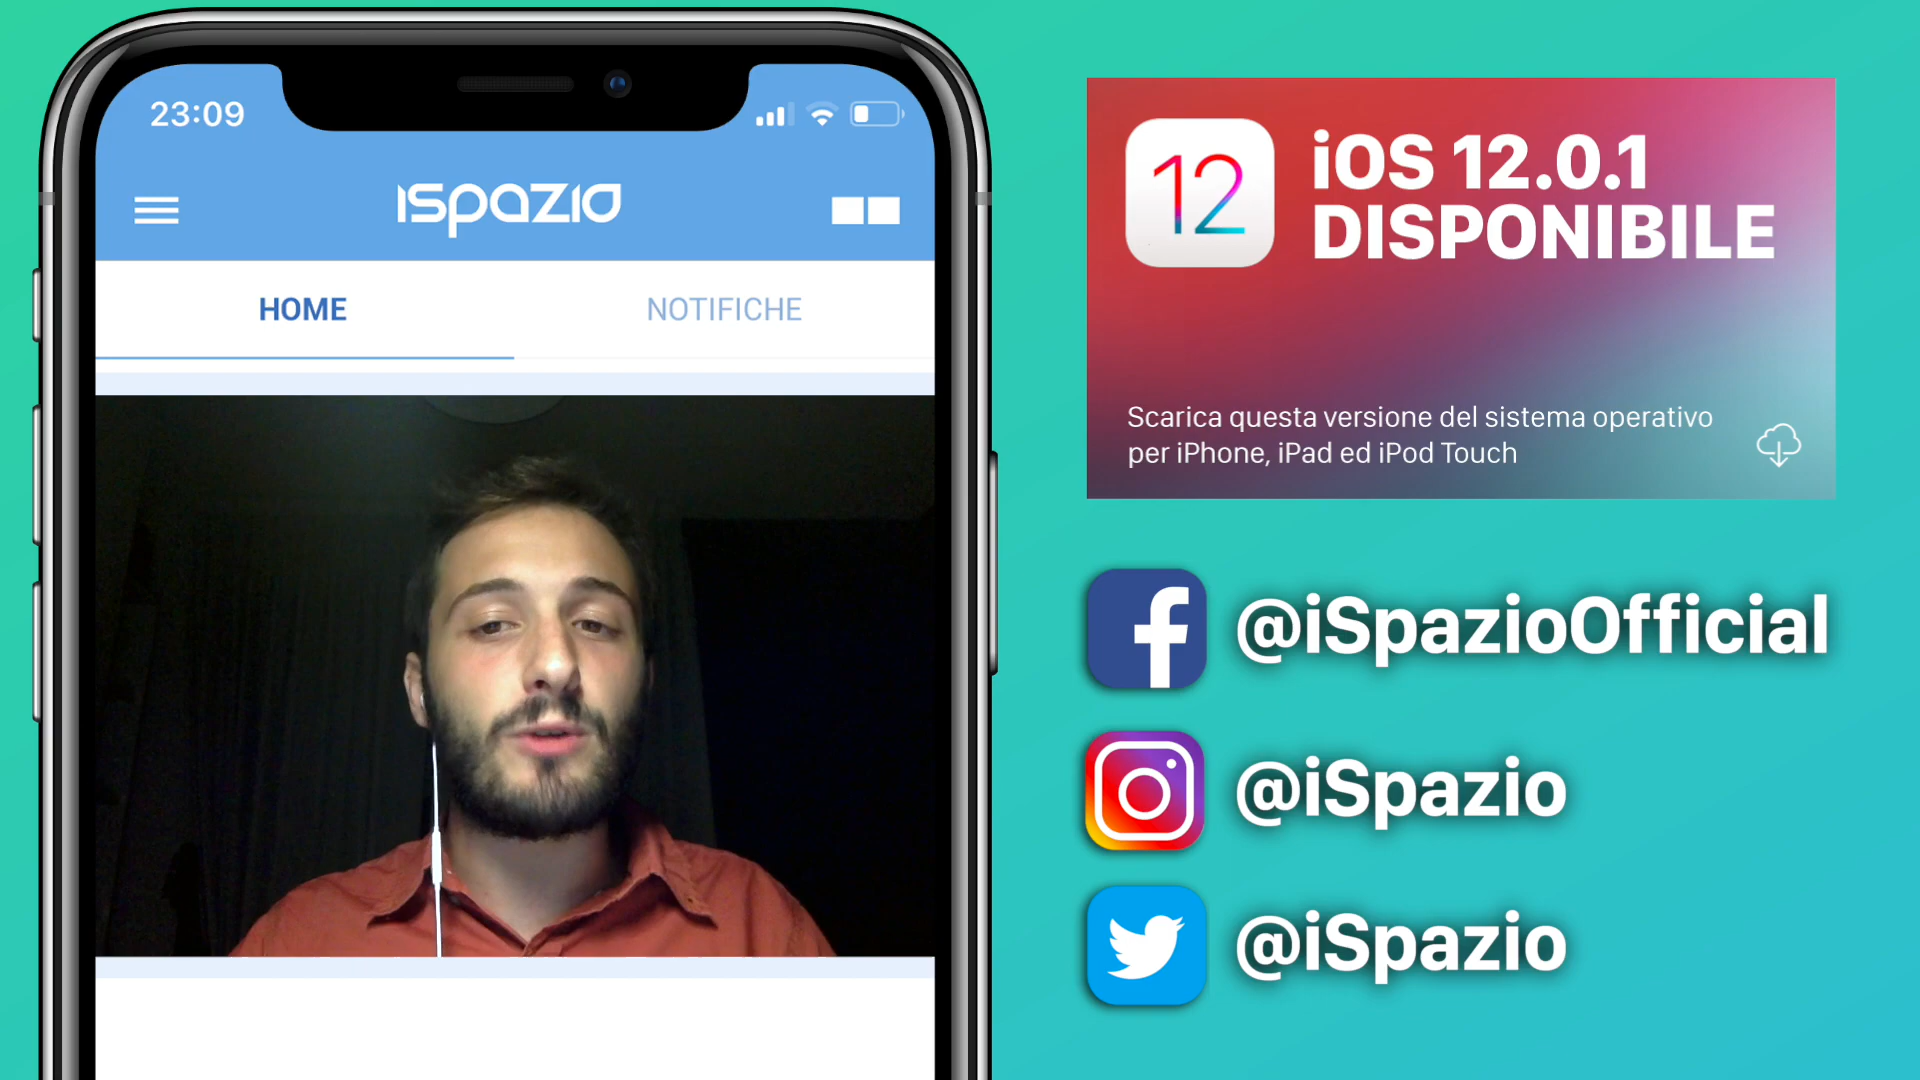 23:09
iSpazio
HOME
NOTIFICHE
12
iOS 12.0.1
DISPONIBILE
Scarica questa versione del sistema operativo
per iPhone, iPad ed iPod Touch
@iSpazioOfficial
@iSpazio
@iSpazio